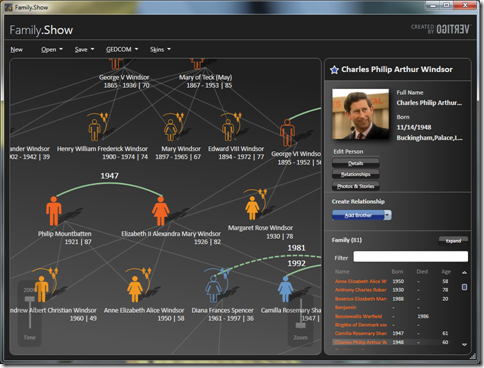 Family.Show
Family.Show
CREATED BY VERTIGO
New Open Save GEDCOM Skins
George V Windsor
1865 - 1936 | 70
Mary of Teck (May)
1867 - 1953 | 85
ander Windsor
002 - 1942 | 39
Henry William Frederick Windsor
1900 - 1974 | 74
Mary Windsor
1897 - 1965 | 67
Edward VIII Windsor
1894 - 1972 | 77
George VI Windsor
1895 - 1952 | 56
1947
Philip Mountbatten
1921 | 87
Elizabeth II Alexandra Mary Windsor
1926 | 82
Margaret Rose Windsor
1930 | 78
1981
1992
ndrew Albert Christian Windsor
1960 | 49
Anne Elizabeth Alice Windsor
1950 | 58
Diana Frances Spencer
1961 - 1997 | 36
Camilla Rosemary Shan
1947
Time
Zoom
Charles Philip Arthur Windsor
Full Name
Charles Philip Arthur...
Born
11/14/1948
Buckingham,Palace,L...
Edit Person
Details
Relationships
Photos & Stories
Create Relationship
Add Brother
Family (81)
Expand
Filter
Name Born Died Age
Anne Elizabeth Alice W 1950 - 58
Anthony Charles Rober 1930 - 78
Beatrice Elizabeth Mar 1988 - 20
Benjamin - -
Bessiewallis Warfield - 1986
Brigitte of Denmark -
Camilla Rosemary Shan 1947 - 61
Charles Philip Arthur W 1948 - 60